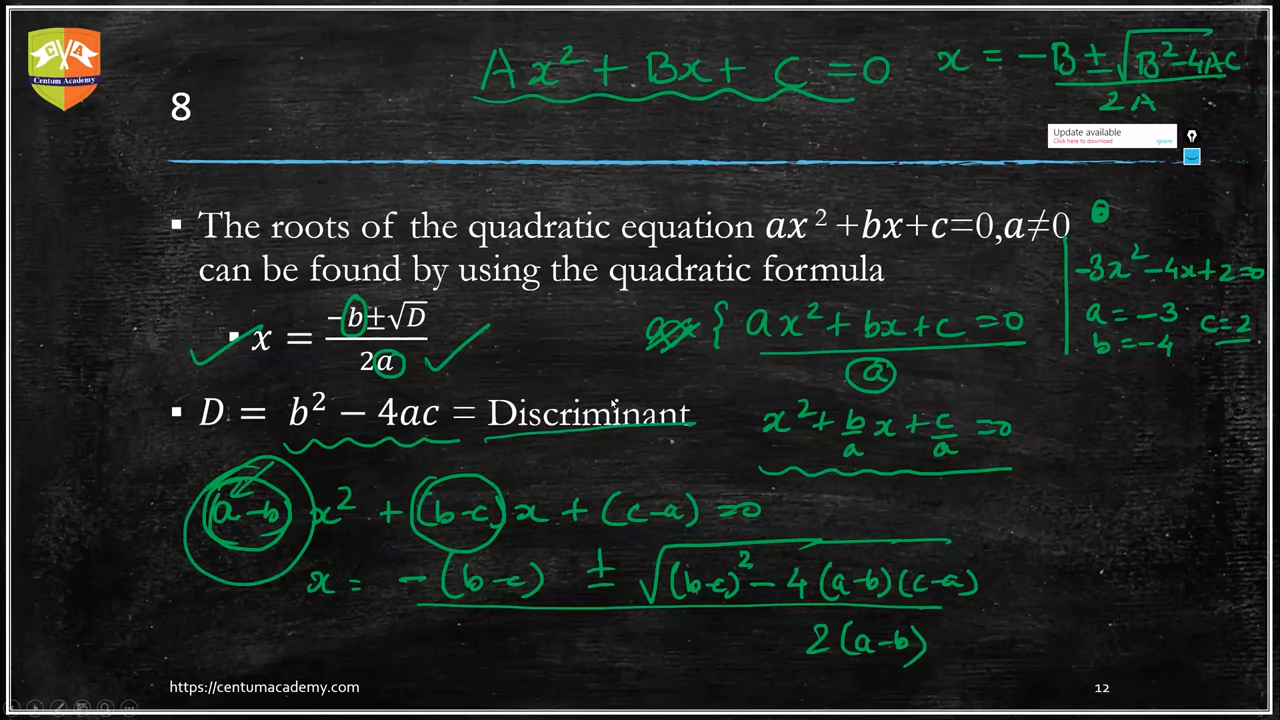 C A
Centum Academy
Ax² + Bx + C = 0
x = -B ± √B² - 4AC / 2A
8
Update available
Click here to download
ignore
▪ The roots of the quadratic equation 𝑎𝑥² +𝑏𝑥+𝑐=0,𝑎≠0
can be found by using the quadratic formula
-3x² - 4x + 2 = 0
a = -3
b = -4
c = 2
▪ 𝑥 = −𝑏±√𝐷 / 2𝑎
{ ax² + bx + c = 0
a
▪ 𝐷 = 𝑏² − 4𝑎𝑐 = Discriminant
x² + b/a x + c/a = 0
(a - b) x² + (b - c) x + (c - a) = 0
x = -(b - c) ± √(b - c)² - 4(a - b)(c - a) / 2(a - b)
https://centumacademy.com
12